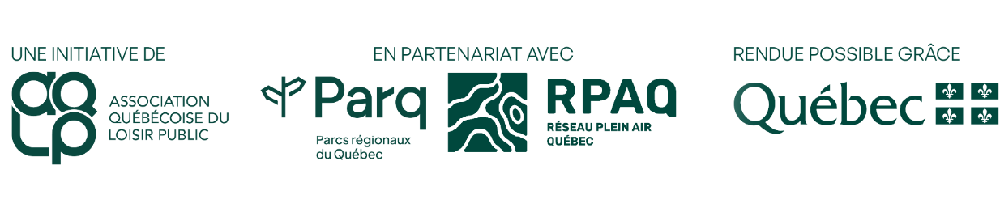 UNE INITIATIVE DE
aqlp
ASSOCIATION
QUÉBÉCOISE DU
LOISIR PUBLIC
EN PARTENARIAT AVEC
Parq
Parcs régionaux
du Québec
RPAQ
RÉSEAU PLEIN AIR
QUÉBEC
RENDUE POSSIBLE GRÂCE
Québec